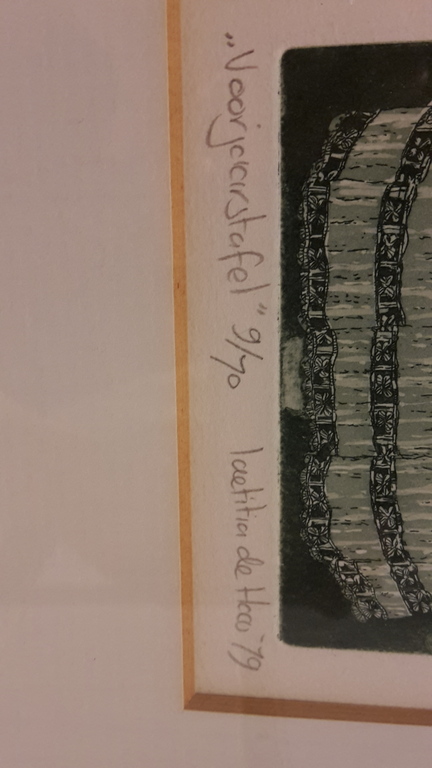 „Voorjaarstafel" 9/70 laetitia de Haas '79